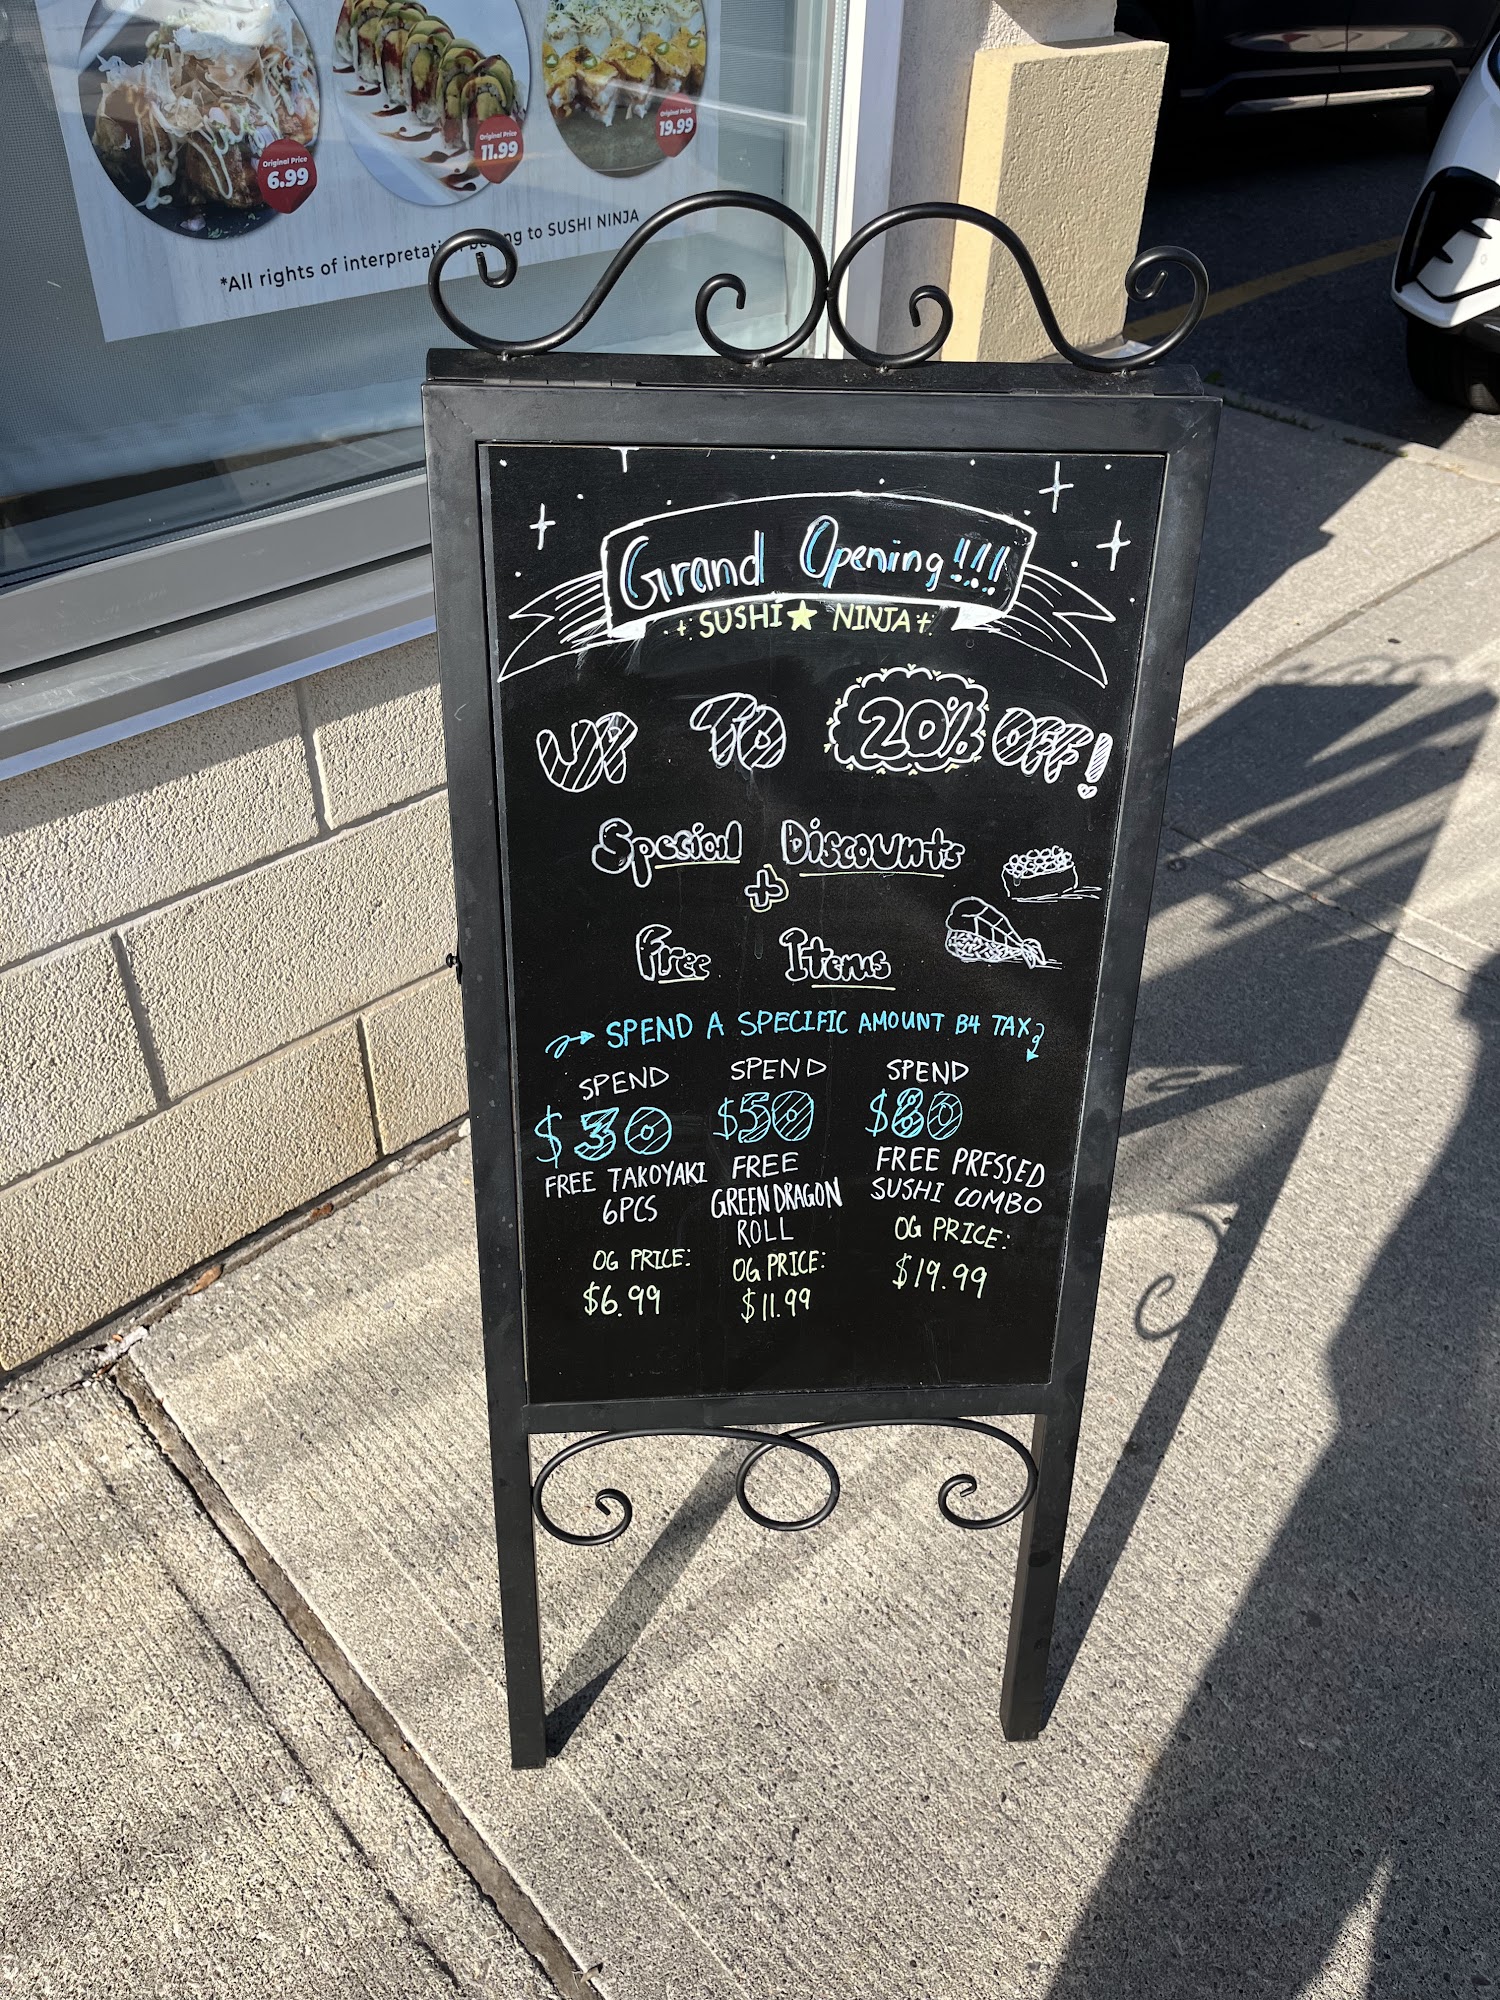 Original Price
6.99
Original Price
11.99
Original Price
19.99
*All rights of interpretati belong to SUSHI NINJA
Grand Opening!!!
SUSHI NINJA
UP TO 20% OFF!
Special Discounts
+
Free Items
SPEND A SPECIFIC AMOUNT B4 TAX
SPEND
$30
FREE TAKOYAKI
6PCS
OG PRICE:
$6.99
SPEND
$50
FREE
GREEN DRAGON
ROLL
OG PRICE:
$11.99
SPEND
$80
FREE PRESSED
SUSHI COMBO
OG PRICE:
$19.99